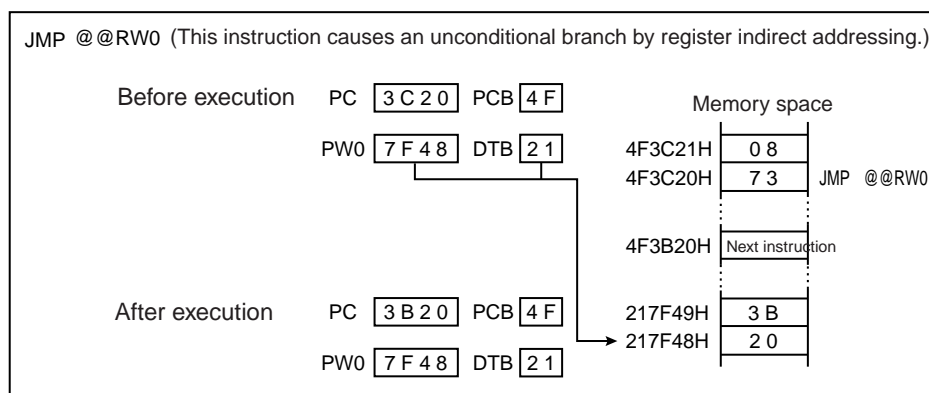 JMP @@RW0 (This instruction causes an unconditional branch by register indirect addressing.)
Before execution PC 3C20 PCB 4F
Memory space
PW0 7F48 DTB 21
4F3C21H 08
4F3C20H 73 JMP @@RW0
4F3B20H Next instruction
After execution PC 3B20 PCB 4F
217F49H 3B
217F48H 20
PW0 7F48 DTB 21